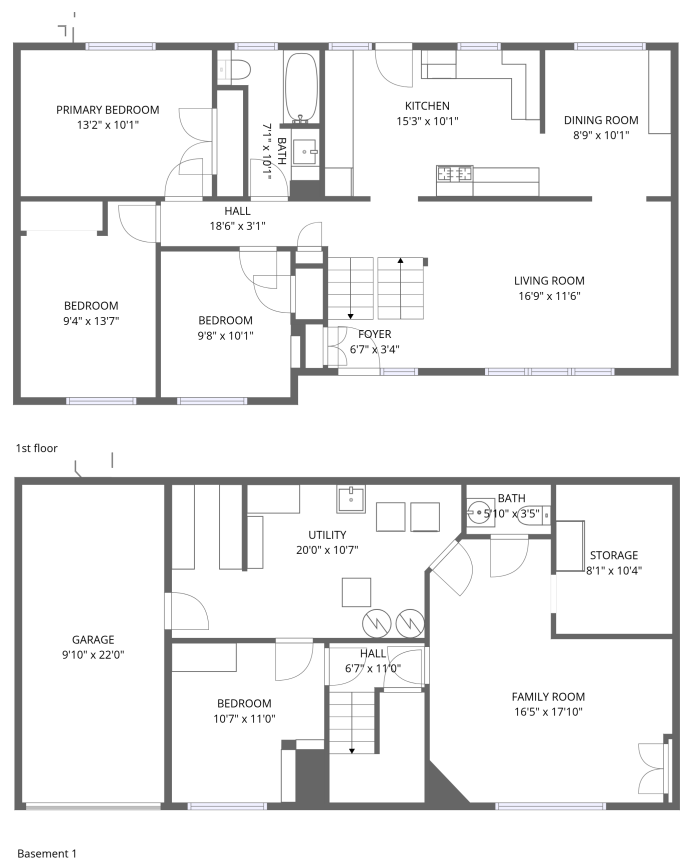 PRIMARY BEDROOM
13'2" x 10'1"
BATH
7'1" x 10'1"
KITCHEN
15'3" x 10'1"
DINING ROOM
8'9" x 10'1"
HALL
18'6" x 3'1"
BEDROOM
9'4" x 13'7"
BEDROOM
9'8" x 10'1"
FOYER
6'7" x 3'4"
LIVING ROOM
16'9" x 11'6"
1st floor
BATH
5'10" x 3'5"
UTILITY
20'0" x 10'7"
STORAGE
8'1" x 10'4"
GARAGE
9'10" x 22'0"
HALL
6'7" x 11'0"
BEDROOM
10'7" x 11'0"
FAMILY ROOM
16'5" x 17'10"
Basement 1